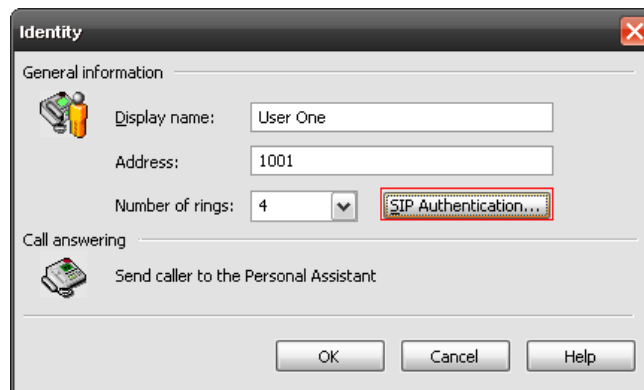 Identity
General information
Display name: User One
Address: 1001
Number of rings: 4 SIP Authentication...
Call answering
Send caller to the Personal Assistant
OK Cancel Help